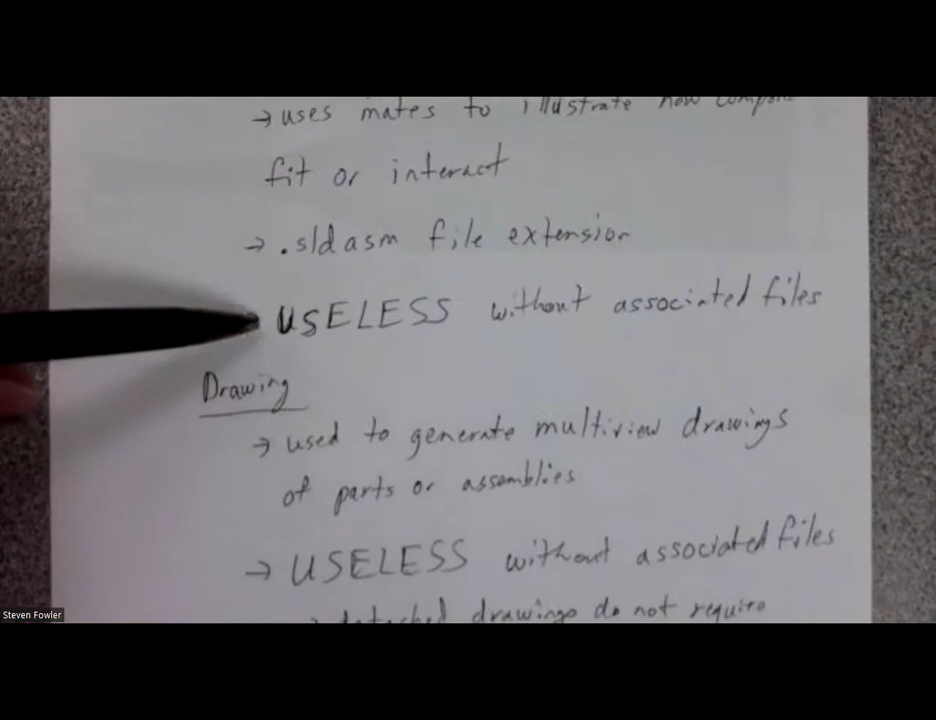 → uses mates to illustrate how
fit or interact
→ .sldasm file extension
USELESS without associated files
Drawing
→ used to generate multiview drawings
of parts or assemblies
→ USELESS without associated files
→ detached drawings do not require
Steven Fowler